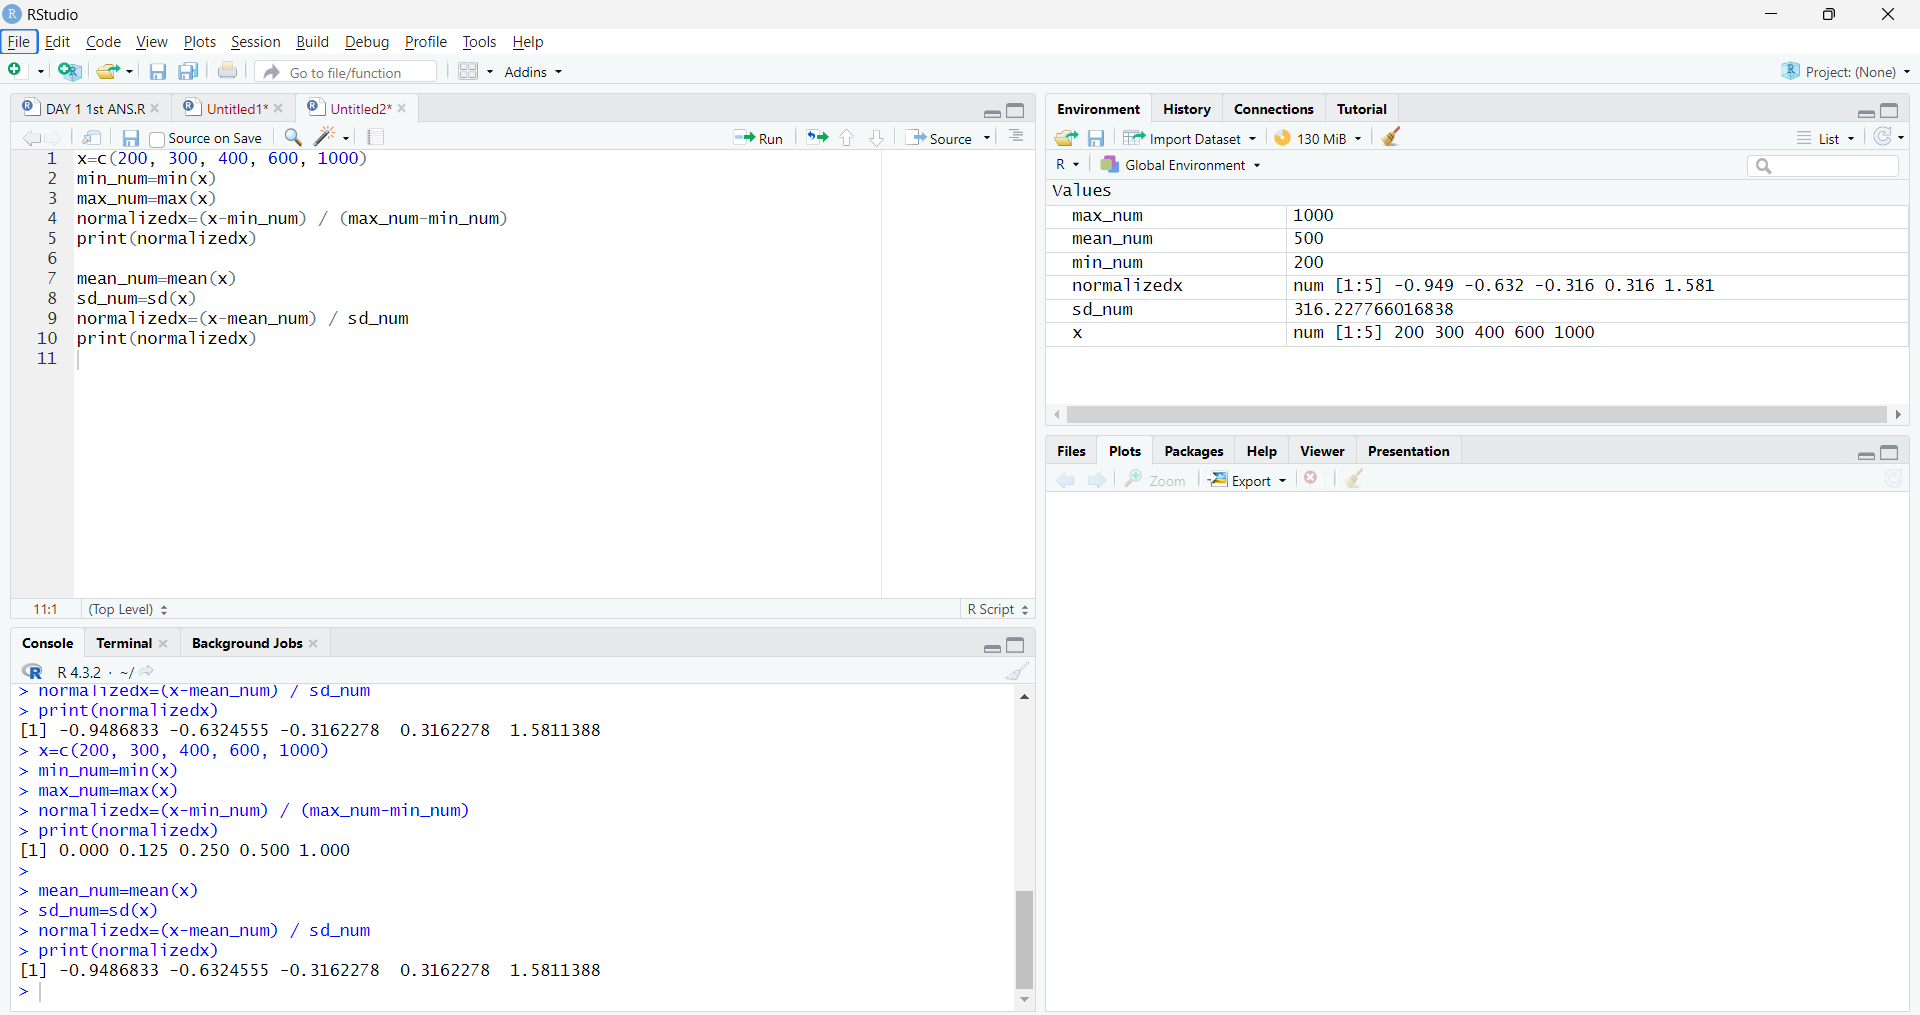 RStudio
File Edit Code View Plots Session Build Debug Profile Tools Help
Go to file/function Addins Project: (None)
DAY 1 1st ANS.R Untitled1* Untitled2*
Source on Save Run Source
1 x=c(200, 300, 400, 600, 1000)
2 min_num=min(x)
3 max_num=max(x)
4 normalizedx=(x-min_num) / (max_num-min_num)
5 print(normalizedx)
6
7 mean_num=mean(x)
8 sd_num=sd(x)
9 normalizedx=(x-mean_num) / sd_num
10 print(normalizedx)
11
11:1 (Top Level) R Script
Console Terminal Background Jobs
R 4.3.2 · ~/
> normalizedx=(x-mean_num) / sd_num
> print(normalizedx)
[1] -0.9486833 -0.6324555 -0.3162278  0.3162278  1.5811388
> x=c(200, 300, 400, 600, 1000)
> min_num=min(x)
> max_num=max(x)
> normalizedx=(x-min_num) / (max_num-min_num)
> print(normalizedx)
[1] 0.000 0.125 0.250 0.500 1.000
>
> mean_num=mean(x)
> sd_num=sd(x)
> normalizedx=(x-mean_num) / sd_num
> print(normalizedx)
[1] -0.9486833 -0.6324555 -0.3162278  0.3162278  1.5811388
>
Environment History Connections Tutorial
Import Dataset 130 MiB List
R Global Environment
Values
max_num 1000
mean_num 500
min_num 200
normalizedx num [1:5] -0.949 -0.632 -0.316 0.316 1.581
sd_num 316.227766016838
x num [1:5] 200 300 400 600 1000
Files Plots Packages Help Viewer Presentation
Zoom Export